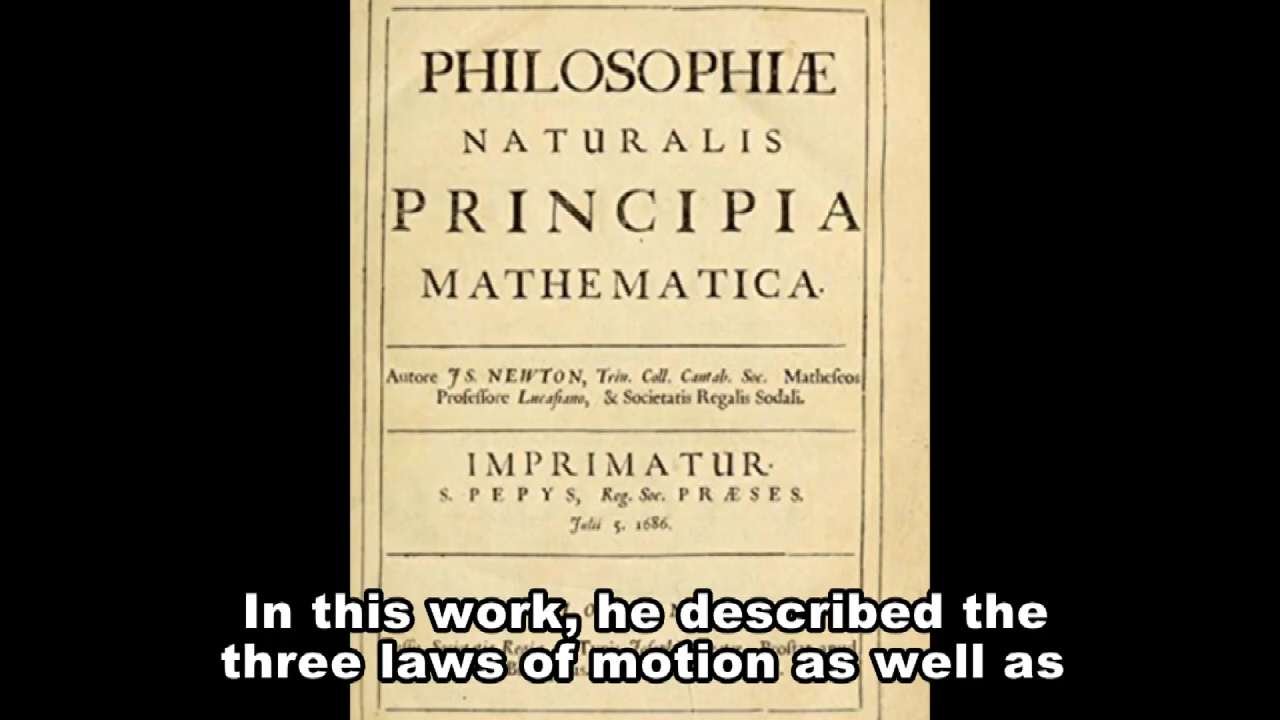 PHILOSOPHIÆ
NATURALIS
PRINCIPIA
MATHEMATICA.
Autore JS. NEWTON, Trin. Coll. Cantab. Soc. Matheſeos
Profeſſore Lucaſiano, & Societatis Regalis Sodali.
IMPRIMATUR.
S. PEPYS, Reg. Soc. PRÆSES.
Julii 5. 1686.
In this work, he described the
three laws of motion as well as